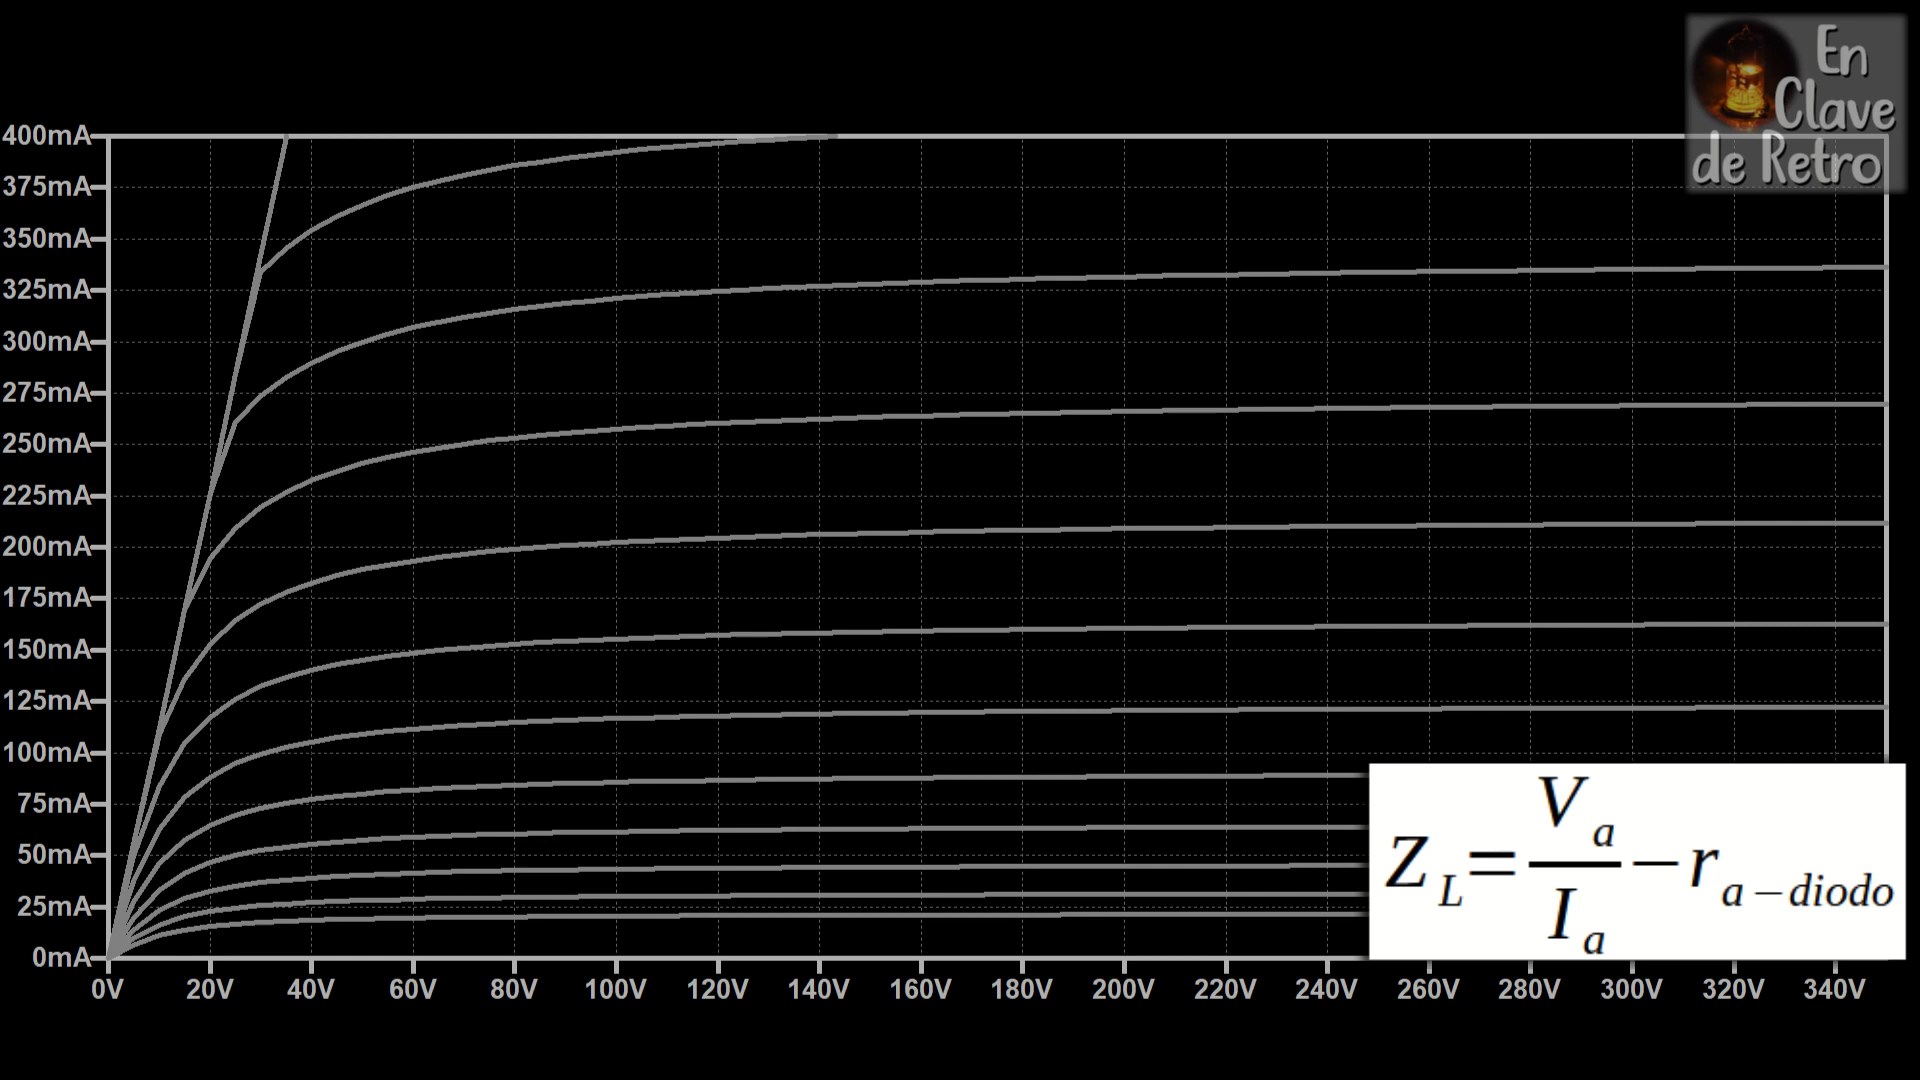 En
Clave
de Retro
400mA
375mA
350mA
325mA
300mA
275mA
250mA
225mA
200mA
175mA
150mA
125mA
100mA
75mA
50mA
25mA
0mA
0V 20V 40V 60V 80V 100V 120V 140V 160V 180V 200V 220V 240V 260V 280V 300V 320V 340V
Z_L = V_a / I_a − r_a−diodo